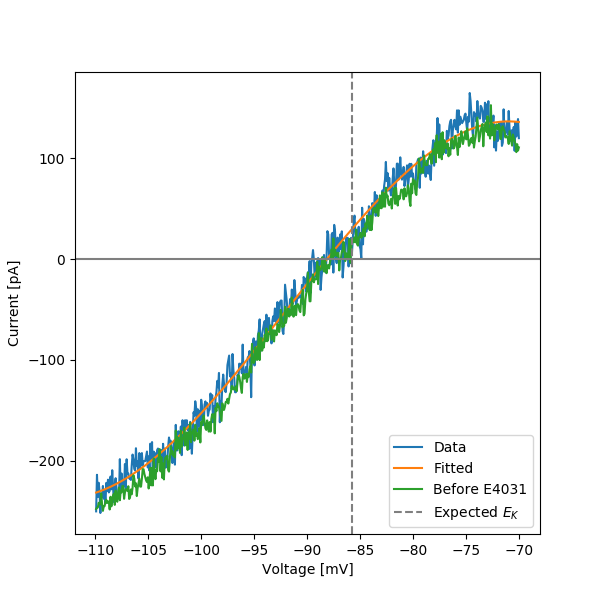 100
0
−100
−200
Current [pA]
Data
Fitted
Before E4031
Expected E_K
−110 −105 −100 −95 −90 −85 −80 −75 −70
Voltage [mV]